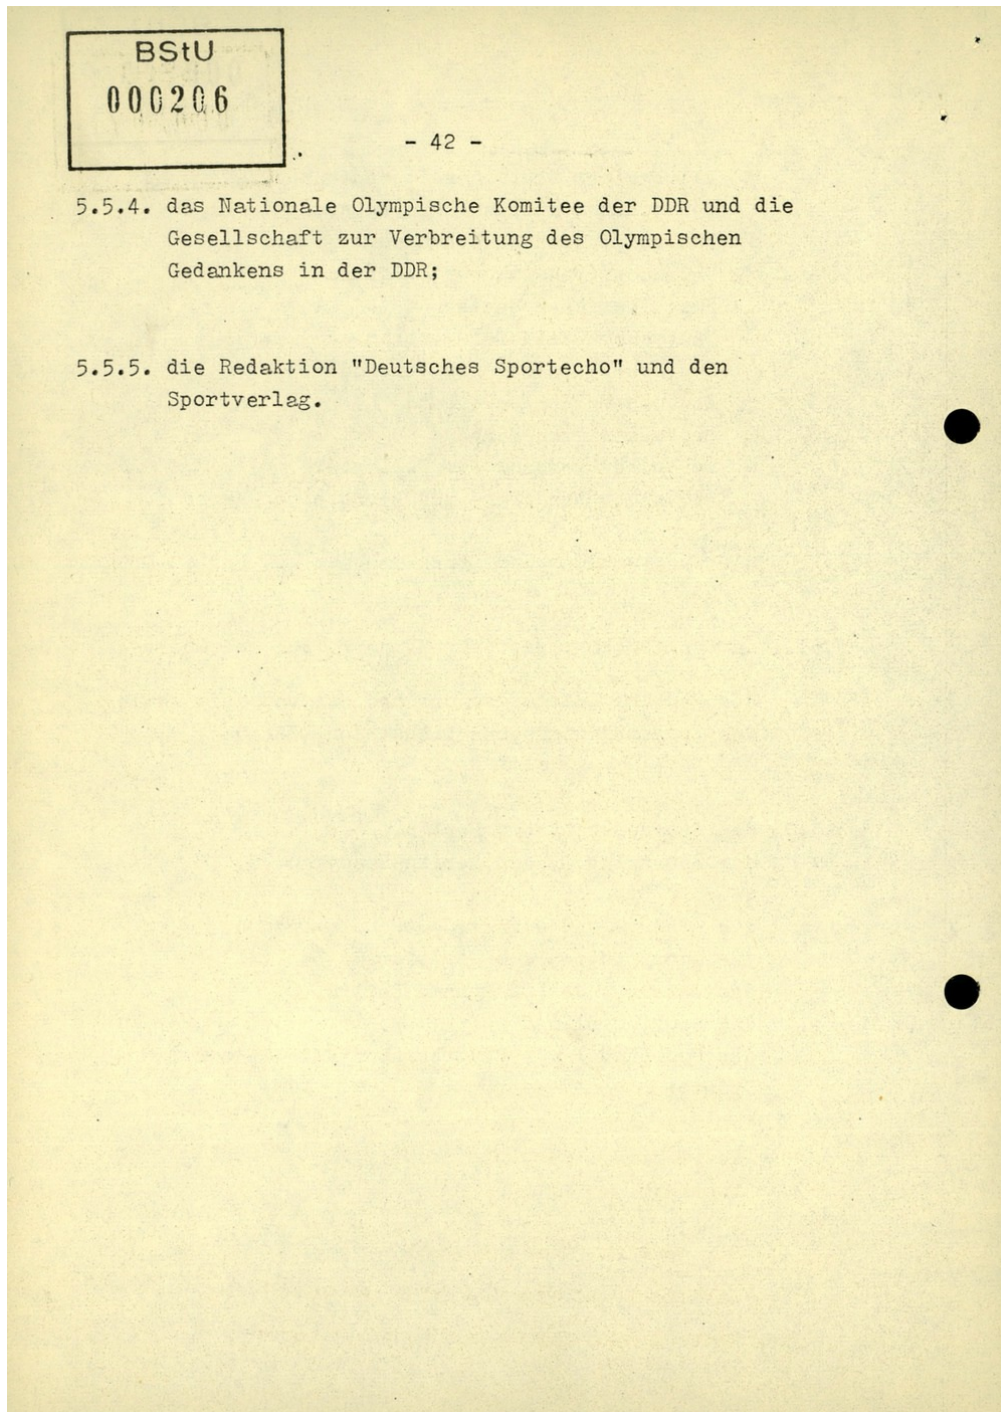 BStU
000206
- 42 -
5.5.4. das Nationale Olympische Komitee der DDR und die
Gesellschaft zur Verbreitung des Olympischen
Gedankens in der DDR;
5.5.5. die Redaktion "Deutsches Sportecho" und den
Sportverlag.